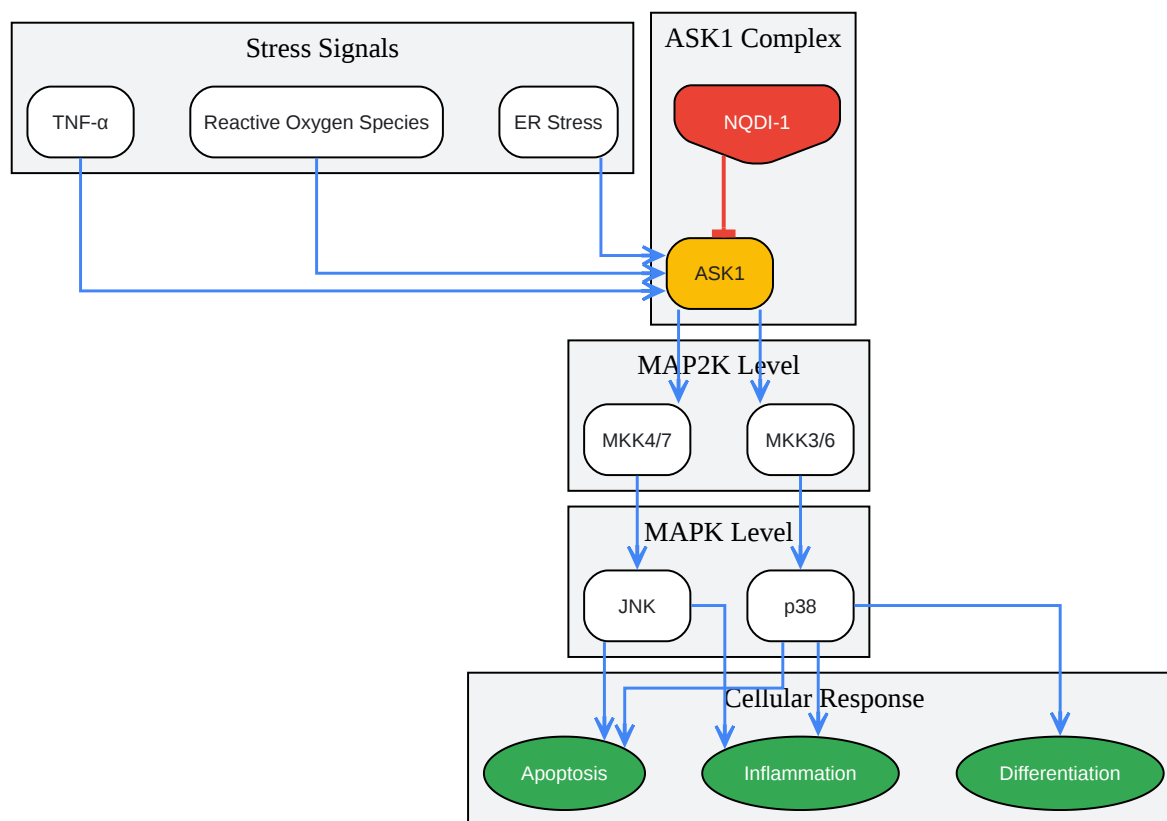 Stress Signals
TNF-α
Reactive Oxygen Species
ER Stress
ASK1 Complex
NQDI-1
ASK1
MAP2K Level
MKK4/7
MKK3/6
MAPK Level
JNK
p38
Cellular Response
Apoptosis
Inflammation
Differentiation